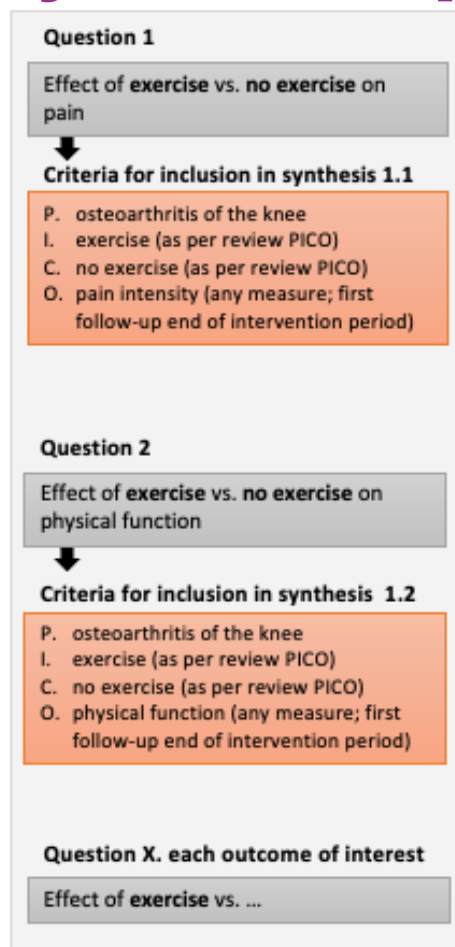 Question 1
Effect of exercise vs. no exercise on
pain
Criteria for inclusion in synthesis 1.1
P. osteoarthritis of the knee
I. exercise (as per review PICO)
C. no exercise (as per review PICO)
O. pain intensity (any measure; first
follow-up end of intervention period)
Question 2
Effect of exercise vs. no exercise on
physical function
Criteria for inclusion in synthesis 1.2
P. osteoarthritis of the knee
I. exercise (as per review PICO)
C. no exercise (as per review PICO)
O. physical function (any measure; first
follow-up end of intervention period)
Question X. each outcome of interest
Effect of exercise vs. ...